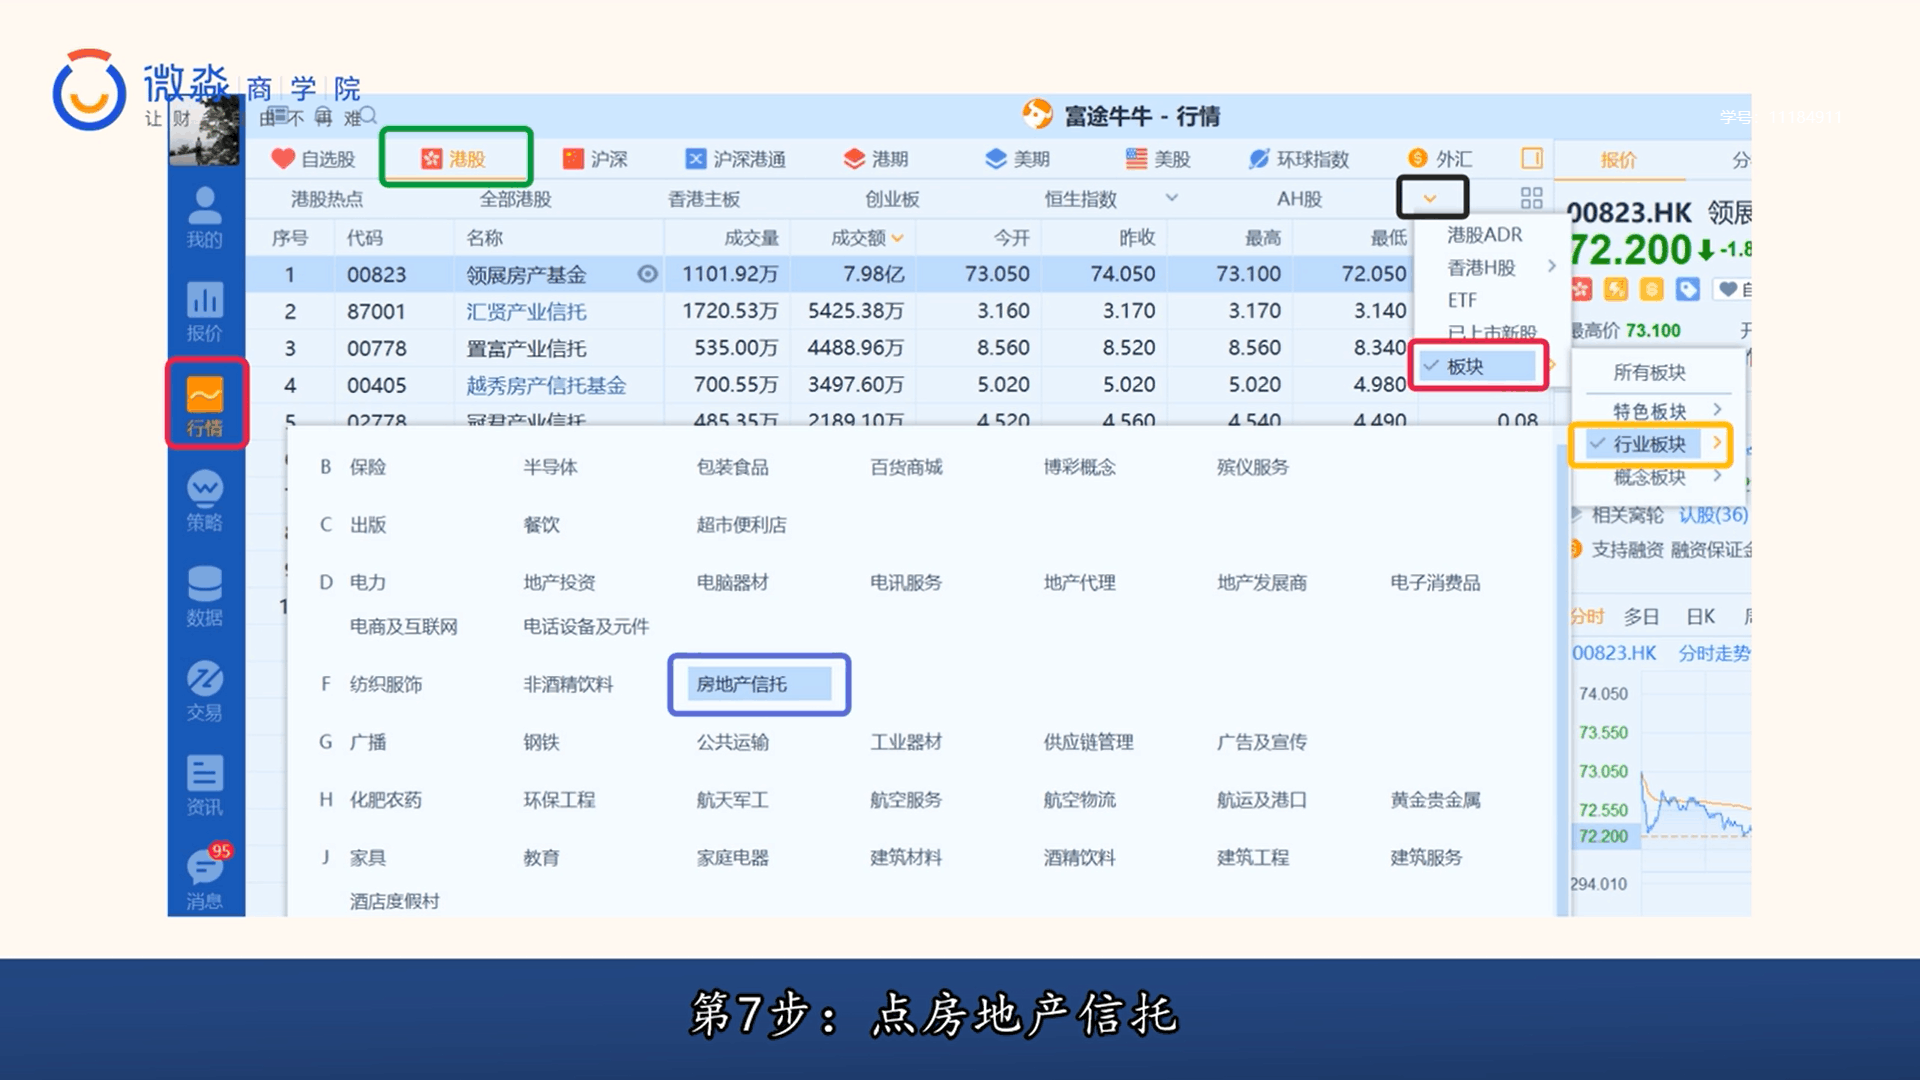 微淼 商 学 院
让 财 由 不 再 难
富途牛牛 - 行情
自选股 港股 沪深 沪深港通 港期 美期 美股 环球指数 外汇 报价
港股热点 全部港股 香港主板 创业板 恒生指数 AH股
序号 代码 名称 成交量 成交额 今开 昨收 最高 最低
1 00823 领展房产基金 1101.92万 7.98亿 73.050 74.050 73.100 72.050
2 87001 汇贤产业信托 1720.53万 5425.38万 3.160 3.170 3.170 3.140
3 00778 置富产业信托 535.00万 4488.96万 8.560 8.520 8.560 8.340
4 00405 越秀房产信托基金 700.55万 3497.60万 5.020 5.020 5.020 4.980
5 02778 冠君产业信托 485.35万 2189.10万 4.520 4.560 4.540 4.490 0.08
港股ADR
香港H股
ETF
已上市新股
板块
所有板块
特色板块
行业板块
概念板块
我的
报价
行情
策略
数据
交易
资讯
95
消息
B 保险 半导体 包装食品 百货商城 博彩概念 殡仪服务
C 出版 餐饮 超市便利店
D 电力 地产投资 电脑器材 电讯服务 地产代理 地产发展商 电子消费品
电商及互联网 电话设备及元件
F 纺织服饰 非酒精饮料 房地产信托
G 广播 钢铁 公共运输 工业器材 供应链管理 广告及宣传
H 化肥农药 环保工程 航天军工 航空服务 航空物流 航运及港口 黄金贵金属
J 家具 教育 家庭电器 建筑材料 酒精饮料 建筑工程 建筑服务
酒店度假村
00823.HK 领展
72.200 -1.8
最高价 73.100
相关窝轮 认股(36)
支持融资 融资保证金
分时 多日 日K
00823.HK 分时走势
74.050
73.550
73.050
72.550
72.200
294.010
第7步：点房地产信托